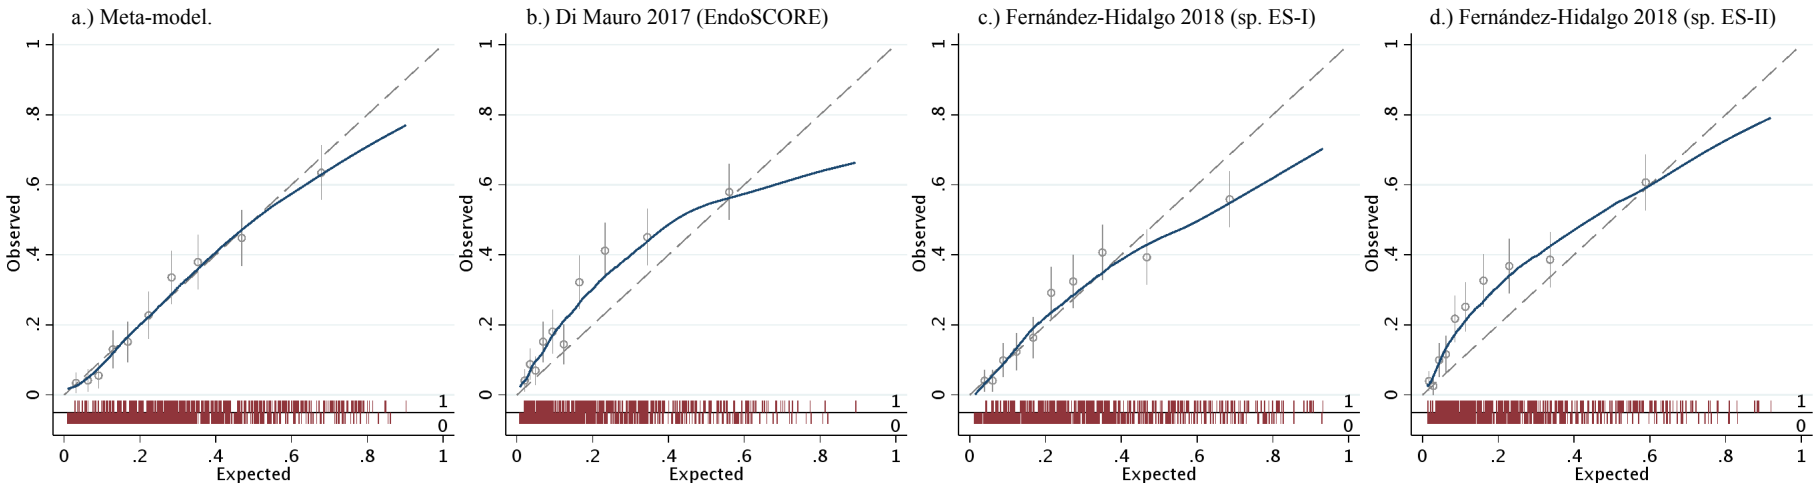 a.) Meta-model.
b.) Di Mauro 2017 (EndoSCORE)
c.) Fernández-Hidalgo 2018 (sp. ES-I)
d.) Fernández-Hidalgo 2018 (sp. ES-II)
Observed
1
.8
.6
.4
.2
0
1
0
0 .2 .4 .6 .8 1
Expected
Observed
1
.8
.6
.4
.2
0
1
0
0 .2 .4 .6 .8 1
Expected
Observed
1
.8
.6
.4
.2
0
1
0
0 .2 .4 .6 .8 1
Expected
Observed
1
.8
.6
.4
.2
0
1
0
0 .2 .4 .6 .8 1
Expected